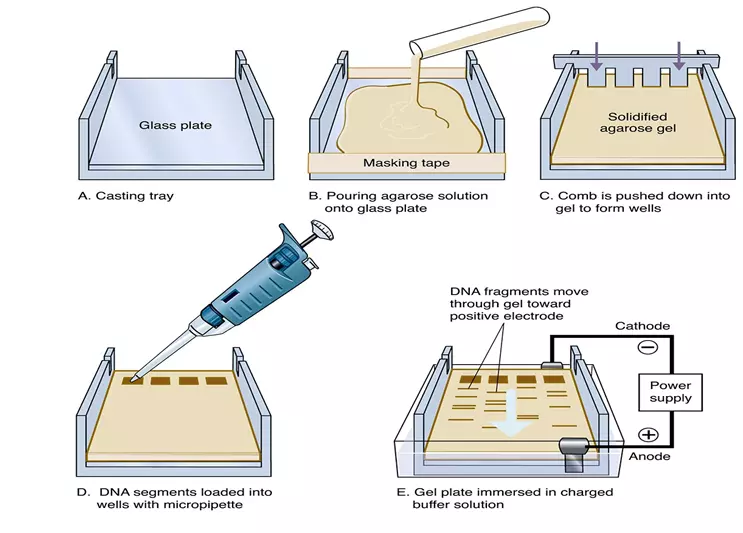 Glass plate
A. Casting tray
Masking tape
B. Pouring agarose solution
onto glass plate
Solidified
agarose gel
C. Comb is pushed down into
gel to form wells
D. DNA segments loaded into
wells with micropipette
DNA fragments move
through gel toward
positive electrode
Cathode
−
Power
supply
+
Anode
E. Gel plate immersed in charged
buffer solution